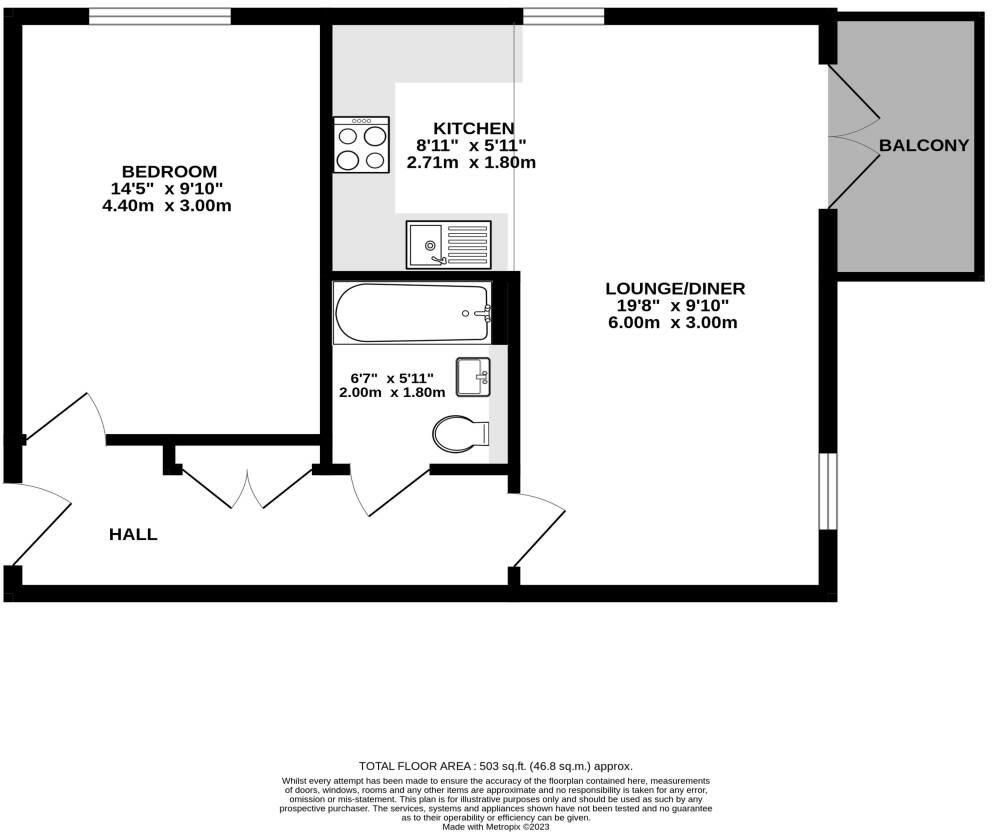 BEDROOM
14'5" x 9'10"
4.40m x 3.00m
KITCHEN
8'11" x 5'11"
2.71m x 1.80m
BALCONY
LOUNGE/DINER
19'8" x 9'10"
6.00m x 3.00m
6'7" x 5'11"
2.00m x 1.80m
HALL
TOTAL FLOOR AREA : 503 sq.ft. (46.8 sq.m.) approx.
Whilst every attempt has been made to ensure the accuracy of the floorplan contained here, measurements
of doors, windows, rooms and any other items are approximate and no responsibility is taken for any error,
omission or mis-statement. This plan is for illustrative purposes only and should be used as such by any
prospective purchaser. The services, systems and appliances shown have not been tested and no guarantee
as to their operability or efficiency can be given.
Made with Metropix ©2023